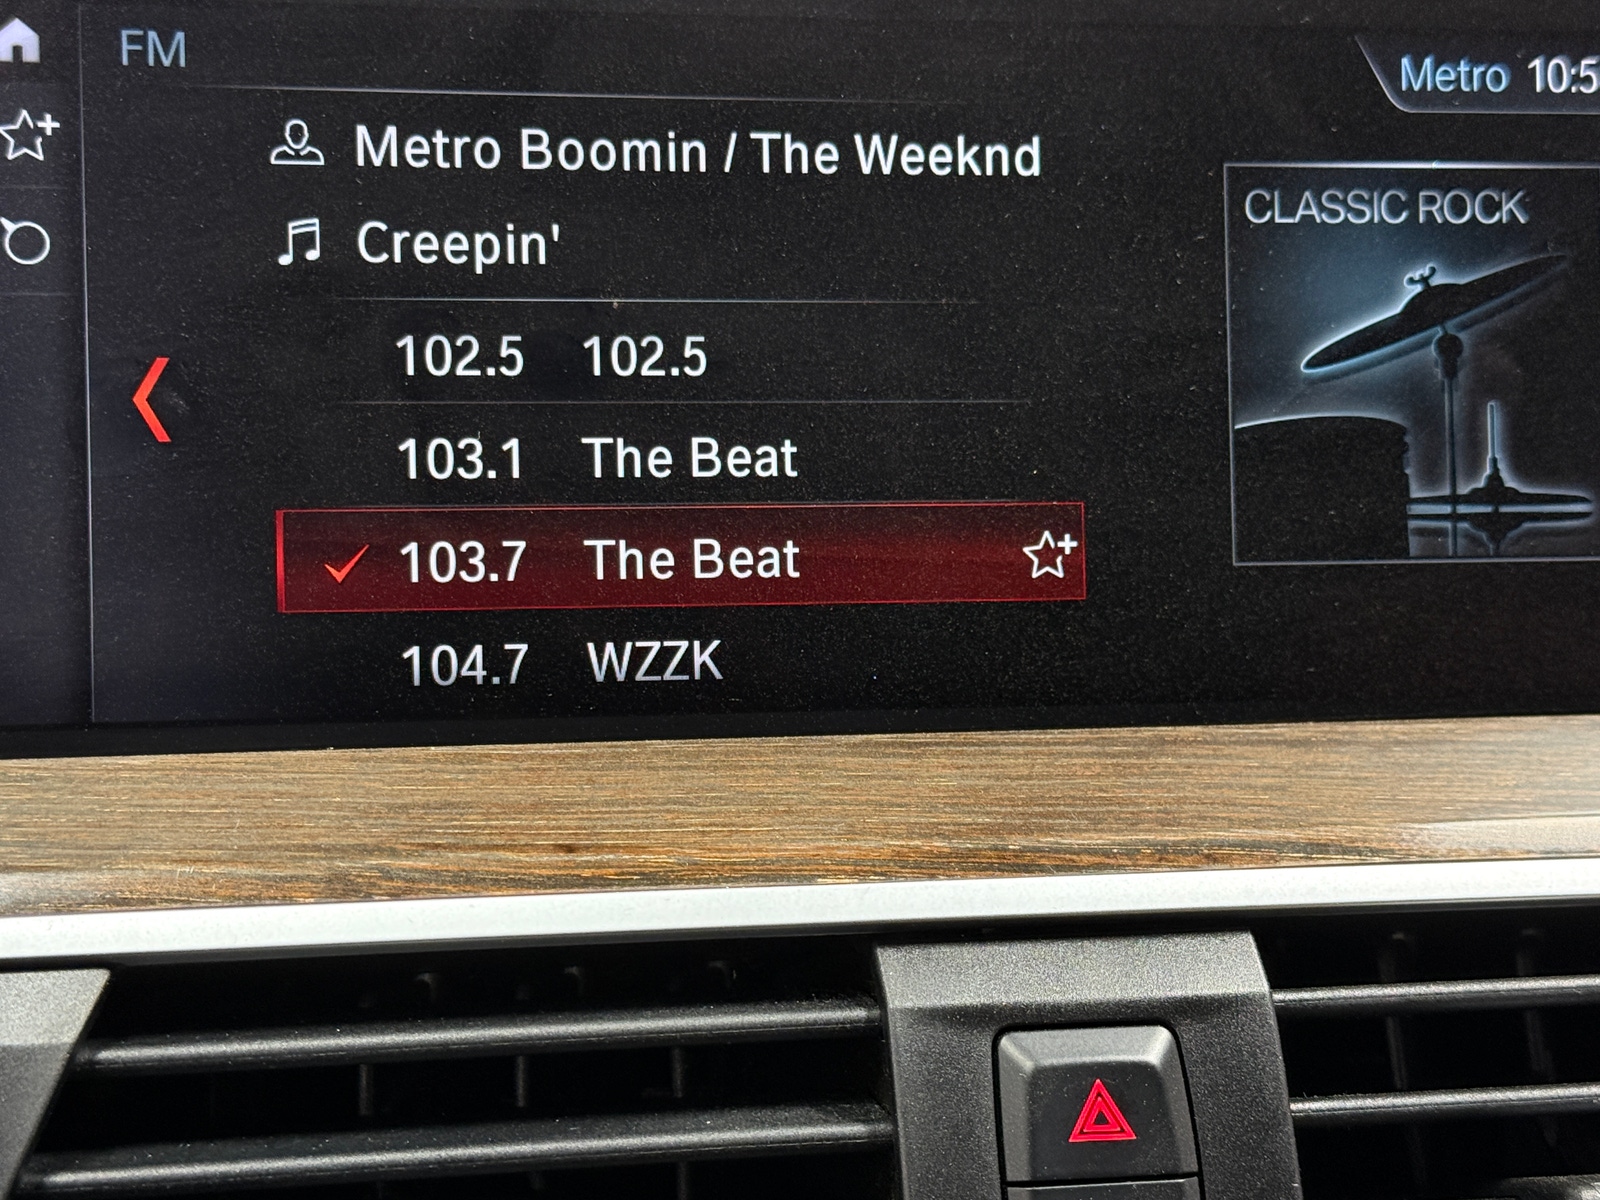 FM
Metro 10:5
Metro Boomin / The Weeknd
Creepin'
CLASSIC ROCK
102.5 102.5
103.1 The Beat
103.7 The Beat
104.7 WZZK